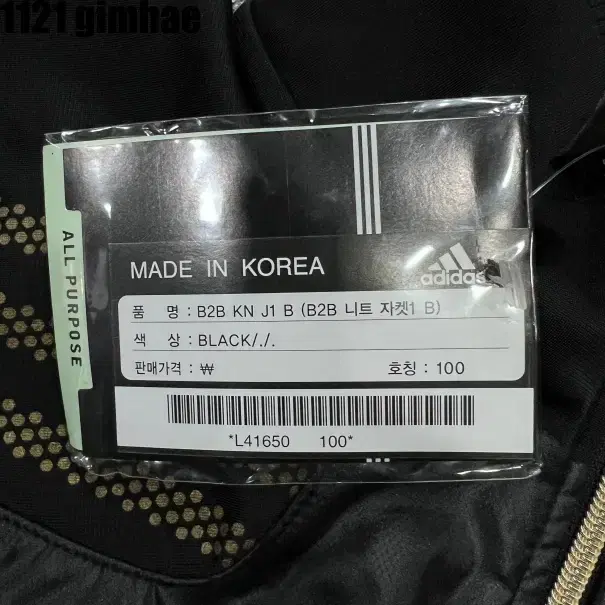 1121 gimhae
ALL PURPOSE
MADE IN KOREA
adidas
품 명 : B2B KN J1 B (B2B 니트 자켓1 B)
색 상 : BLACK/./.
판매가격 : ₩ 호칭 : 100
*L41650 100*